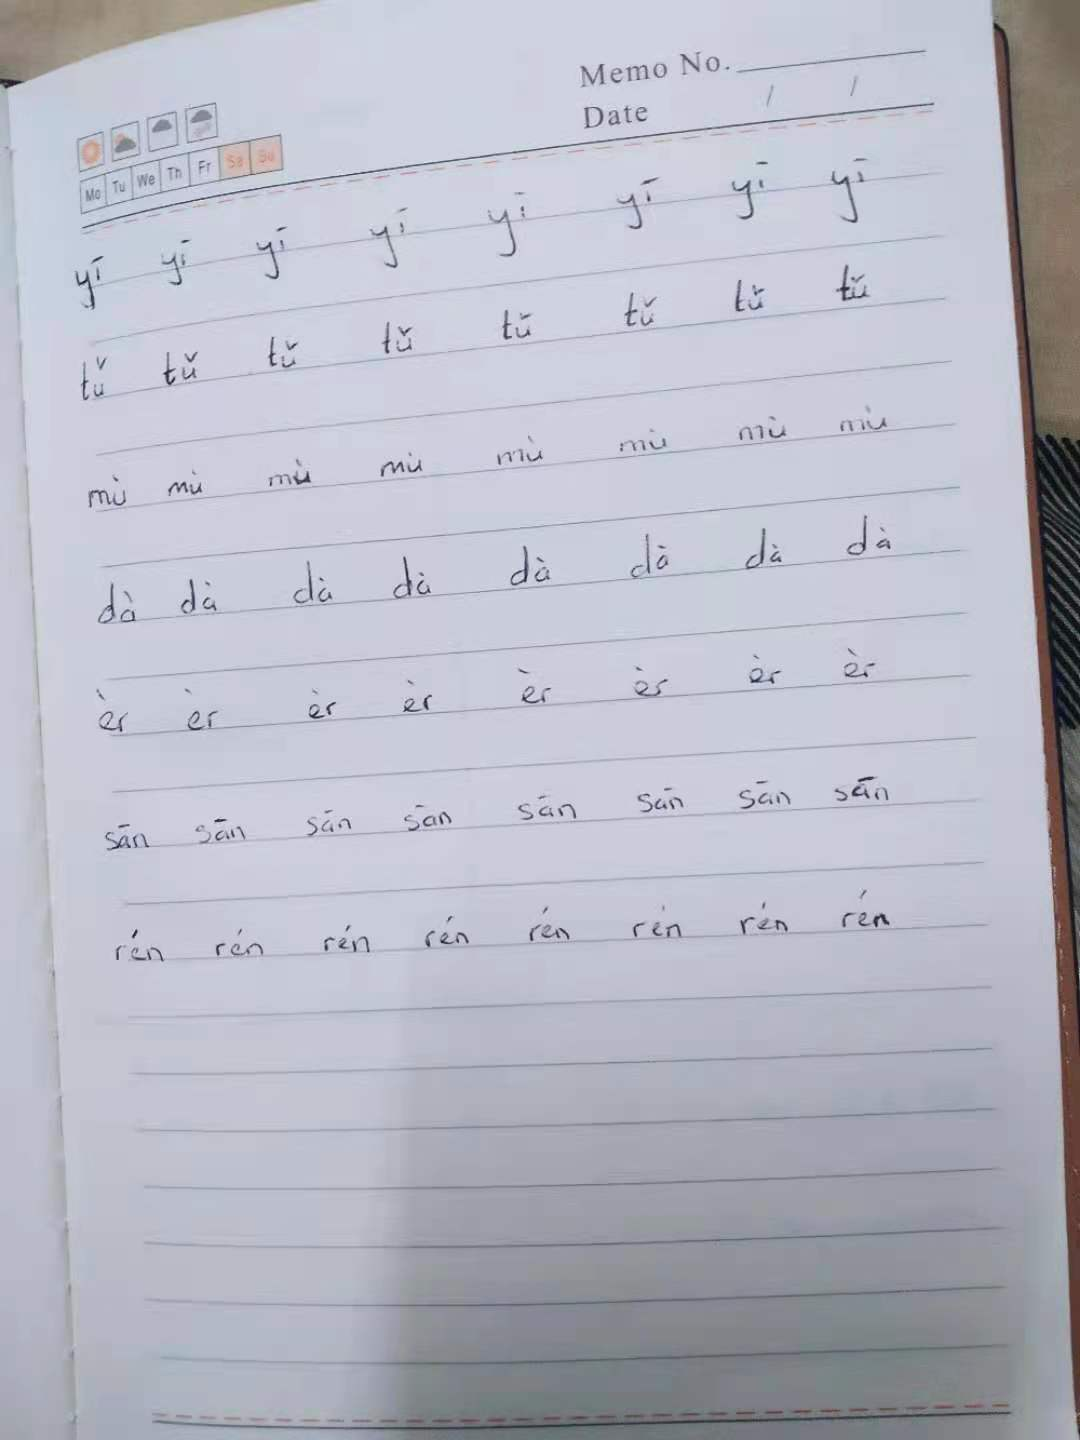 Memo No.
Date / /
Mo Tu We Th Fr Sa Su
yī yī yī yī yī yī yī yī
tǔ tǔ tǔ tǔ tǔ tǔ tǔ tǔ
mù mù mù mù mù mù mù mù
dà dà dà dà dà dà dà dà
èr èr èr èr èr èr èr èr
sān sān sān sān sān sān sān sān
rén rén rén rén rén rén rén rén